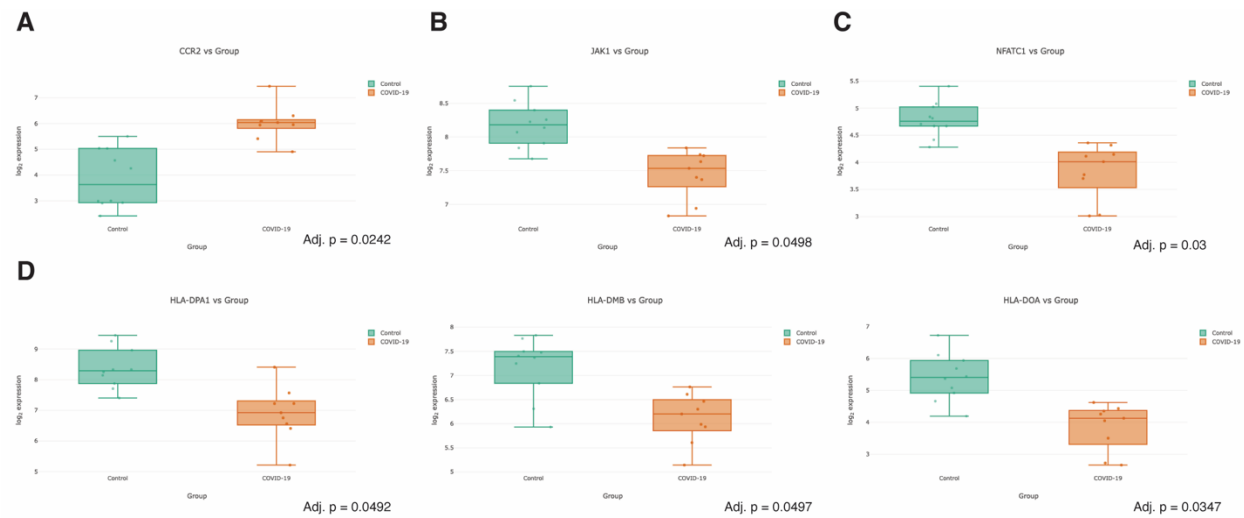 A
CCR2 vs Group
Control
COVID-19
log2 expression
7
6
5
4
3
Control
COVID-19
Group
Adj. p = 0.0242
B
JAK1 vs Group
Control
COVID-19
log2 expression
8.5
8
7.5
7
Control
COVID-19
Group
Adj. p = 0.0498
C
NFATC1 vs Group
Control
COVID-19
log2 expression
5.5
5
4.5
4
3.5
3
Control
COVID-19
Group
Adj. p = 0.03
D
HLA-DPA1 vs Group
Control
COVID-19
log2 expression
9
8
7
6
5
Control
COVID-19
Group
Adj. p = 0.0492
HLA-DMB vs Group
Control
COVID-19
log2 expression
8
7.5
7
6.5
6
5.5
5
Control
COVID-19
Group
Adj. p = 0.0497
HLA-DOA vs Group
Control
COVID-19
log2 expression
7
6
5
4
3
Control
COVID-19
Group
Adj. p = 0.0347